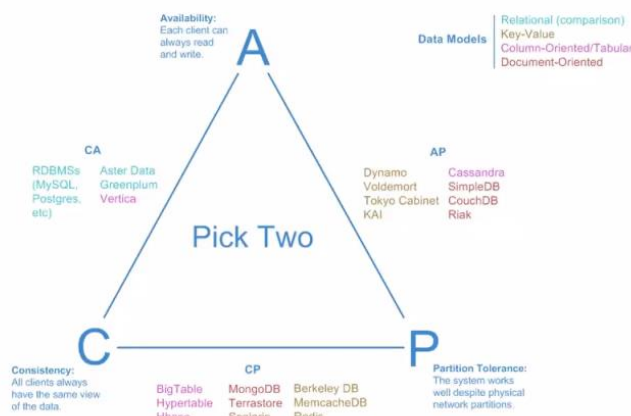 Availability:
Each client can
always read
and write.
A
Data Models
Relational (comparison)
Key-Value
Column-Oriented/Tabular
Document-Oriented
CA
RDBMSs
(MySQL,
Postgres,
etc)
Aster Data
Greenplum
Vertica
AP
Dynamo
Voldemort
Tokyo Cabinet
KAI
Cassandra
SimpleDB
CouchDB
Riak
Pick Two
C
P
Consistency:
All clients always
have the same view
of the data.
CP
BigTable
Hypertable
MongoDB
Terrastore
Berkeley DB
MemcacheDB
Partition Tolerance:
The system works
well despite physical
network partitions.